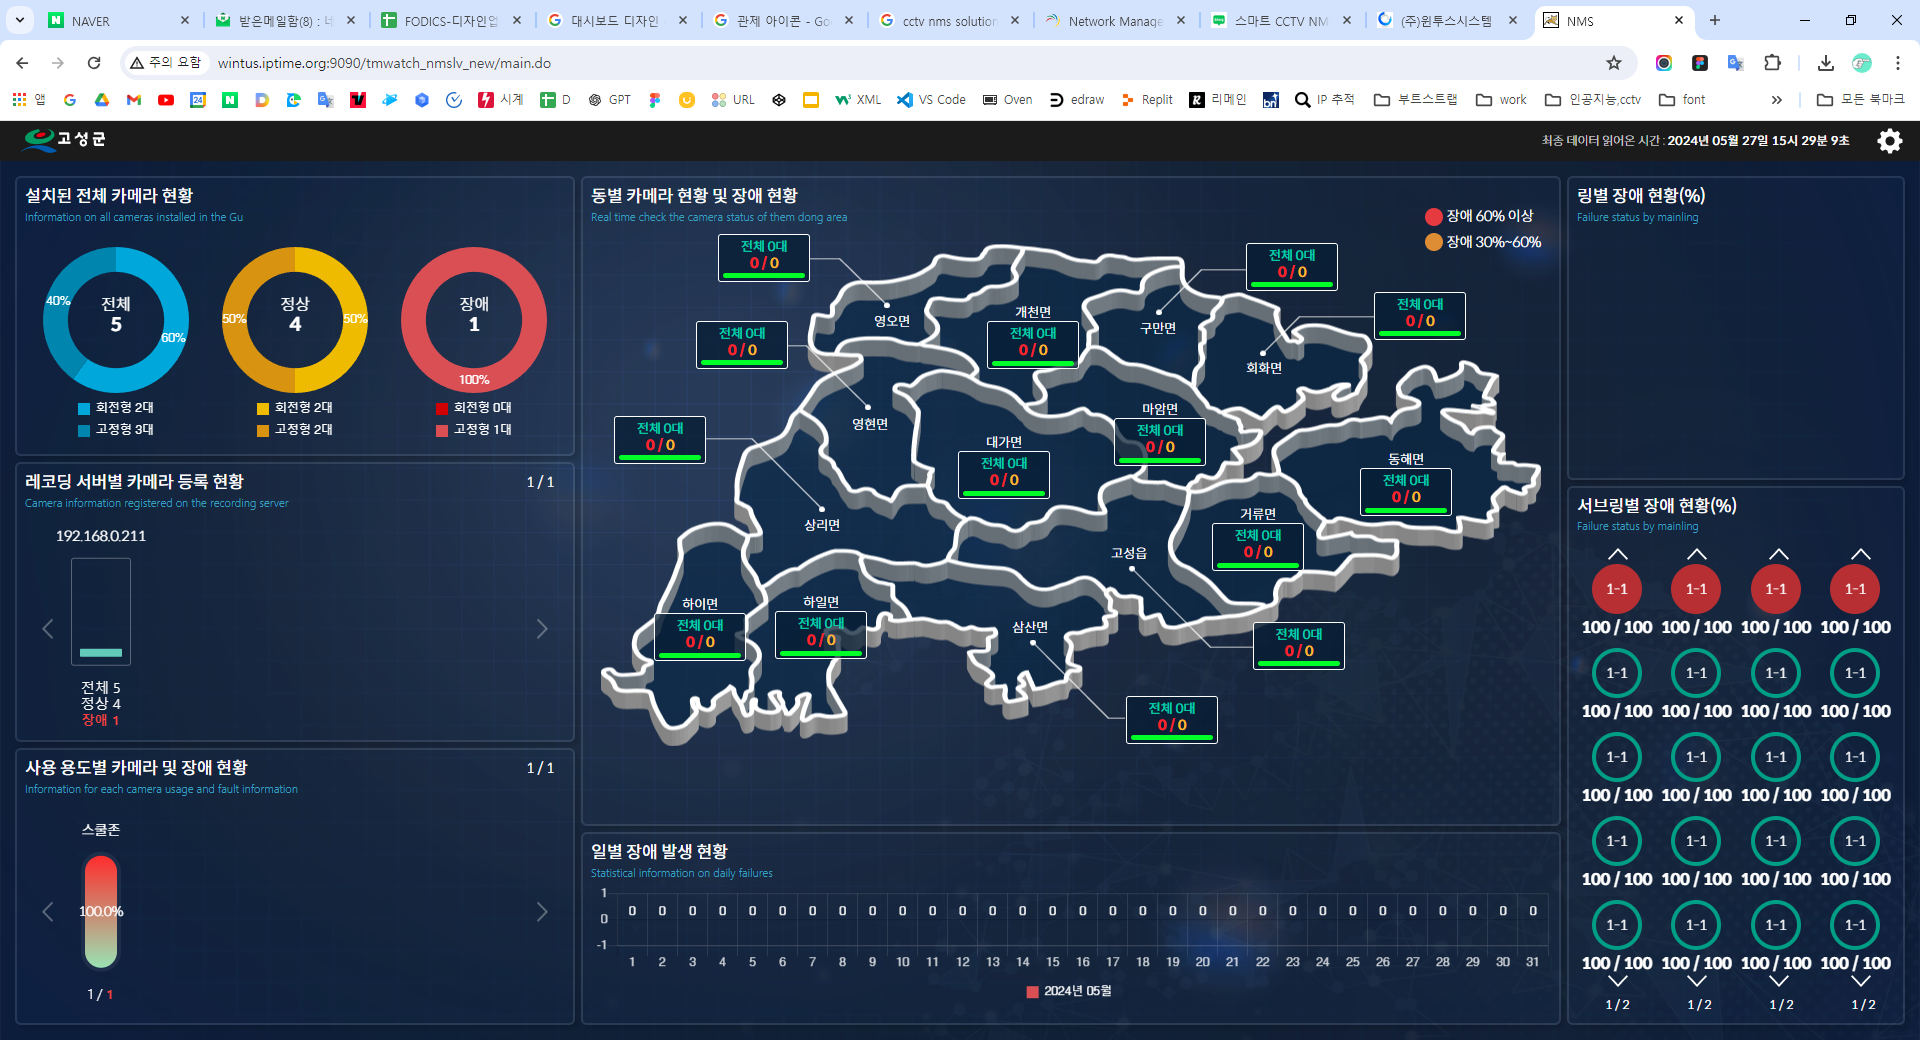 NAVER
받은메일함(8) : 네
FODICS-디자인업
대시보드 디자인
관제 아이콘 - Go
cctv nms solution
Network Manage
스마트 CCTV NM
(주)윈투스시스템
NMS
주의 요함
wintus.iptime.org:9090/tmwatch_nmslv_new/main.do
앱
24
시계
D
GPT
URL
XML
VS Code
Oven
edraw
Replit
리메인
IP 추적
부트스트랩
work
인공지능,cctv
font
모든 북마크
고성군
최종 데이터 읽어온 시간 : 2024년 05월 27일 15시 29분 9초
설치된 전체 카메라 현황
Information on all cameras installed in the Gu
40%
전체
5
60%
50%
정상
4
50%
장애
1
100%
회전형 2대
고정형 3대
회전형 2대
고정형 2대
회전형 0대
고정형 1대
레코딩 서버별 카메라 등록 현황
1 / 1
Camera information registered on the recording server
192.168.0.211
전체 5
정상 4
장애 1
사용 용도별 카메라 및 장애 현황
1 / 1
Information for each camera usage and fault information
스쿨존
100.0%
1 / 1
동별 카메라 현황 및 장애 현황
Real time check the camera status of them dong area
장애 60% 이상
장애 30%~60%
전체 0대
0 / 0
영오면
개천면
전체 0대
0 / 0
전체 0대
0 / 0
구만면
전체 0대
0 / 0
회화면
전체 0대
0 / 0
영현면
전체 0대
0 / 0
상리면
대가면
전체 0대
0 / 0
마암면
전체 0대
0 / 0
동혜면
전체 0대
0 / 0
거류면
전체 0대
0 / 0
고성읍
전체 0대
0 / 0
하이면
전체 0대
0 / 0
하일면
전체 0대
0 / 0
삼산면
전체 0대
0 / 0
일별 장애 발생 현황
Statistical information on daily failures
1
0
-1
0 0 0 0 0 0 0 0 0 0 0 0 0 0 0 0 0 0 0 0 0 0 0 0 0 0 0 0 0 0 0
1 2 3 4 5 6 7 8 9 10 11 12 13 14 15 16 17 18 19 20 21 22 23 24 25 26 27 28 29 30 31
2024년 05월
링별 장애 현황(%)
Failure status by mainling
서브링별 장애 현황(%)
Failure status by mainling
1-1 1-1 1-1 1-1
100 / 100 100 / 100 100 / 100 100 / 100
1-1 1-1 1-1 1-1
100 / 100 100 / 100 100 / 100 100 / 100
1-1 1-1 1-1 1-1
100 / 100 100 / 100 100 / 100 100 / 100
1-1 1-1 1-1 1-1
100 / 100 100 / 100 100 / 100 100 / 100
1-1 1-1 1-1 1-1
100 / 100 100 / 100 100 / 100 100 / 100
1 / 2 1 / 2 1 / 2 1 / 2